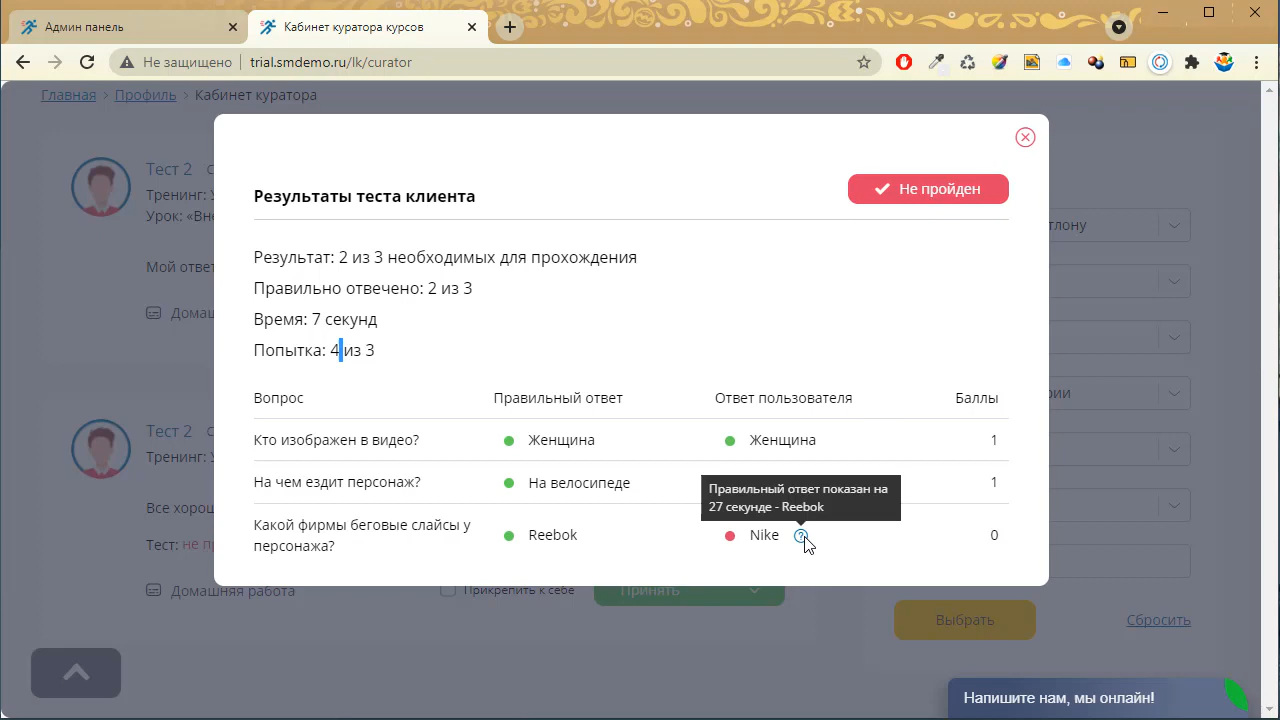 Админ панель
Кабинет куратора курсов
Не защищено
trial.smdemo.ru/lk/curator
Главная > Профиль > Кабинет куратора
Тест 2
Тренинг:
Урок: «Вне
Мой ответ
Домаш
тлону
рии
Результаты теста клиента
Не пройден
Результат: 2 из 3 необходимых для прохождения
Правильно отвечено: 2 из 3
Время: 7 секунд
Попытка: 4 из 3
Вопрос Правильный ответ Ответ пользователя Баллы
Кто изображен в видео? Женщина Женщина 1
На чем ездит персонаж? На велосипеде 1
Правильный ответ показан на
27 секунде - Reebok
Какой фирмы беговые слайсы у
персонажа?
Reebok Nike ? 0
Тест 2
Тренинг:
Все хорош
Тест: не пр
Домашняя работа
Прикрепить к себе
Принять
Выбрать
Сбросить
Напишите нам, мы онлайн!